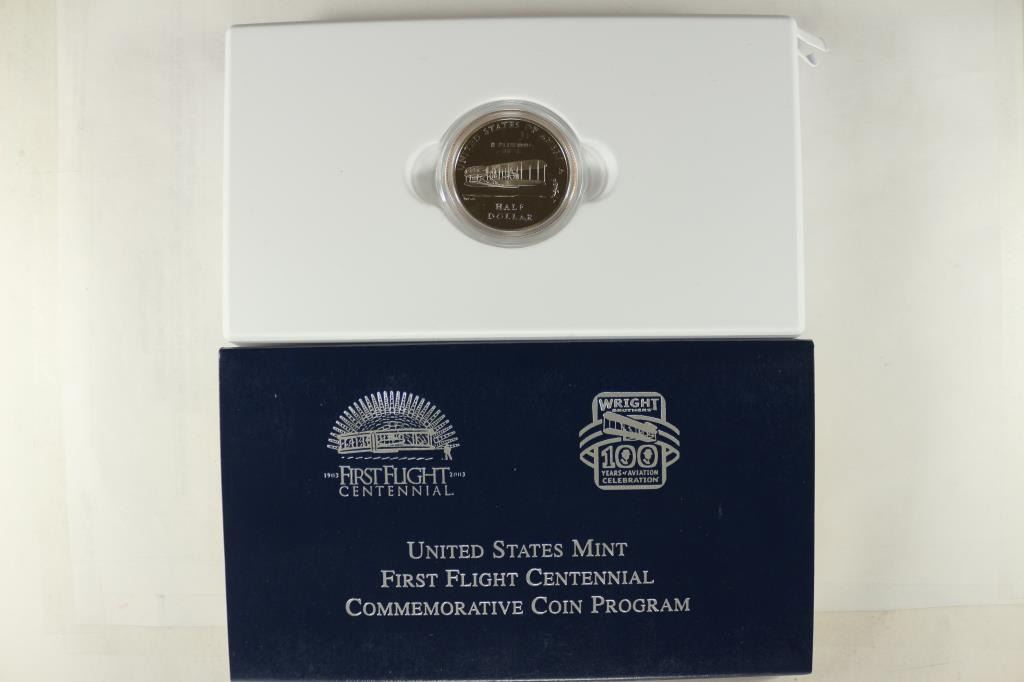 UNITED STATES OF AMERICA
E PLURIBUS
HALF
DOLLAR
1903 FIRST FLIGHT 2003
CENTENNIAL
WRIGHT
BROTHERS
100
YEARS of AVIATION
CELEBRATION
UNITED STATES MINT
FIRST FLIGHT CENTENNIAL
COMMEMORATIVE COIN PROGRAM